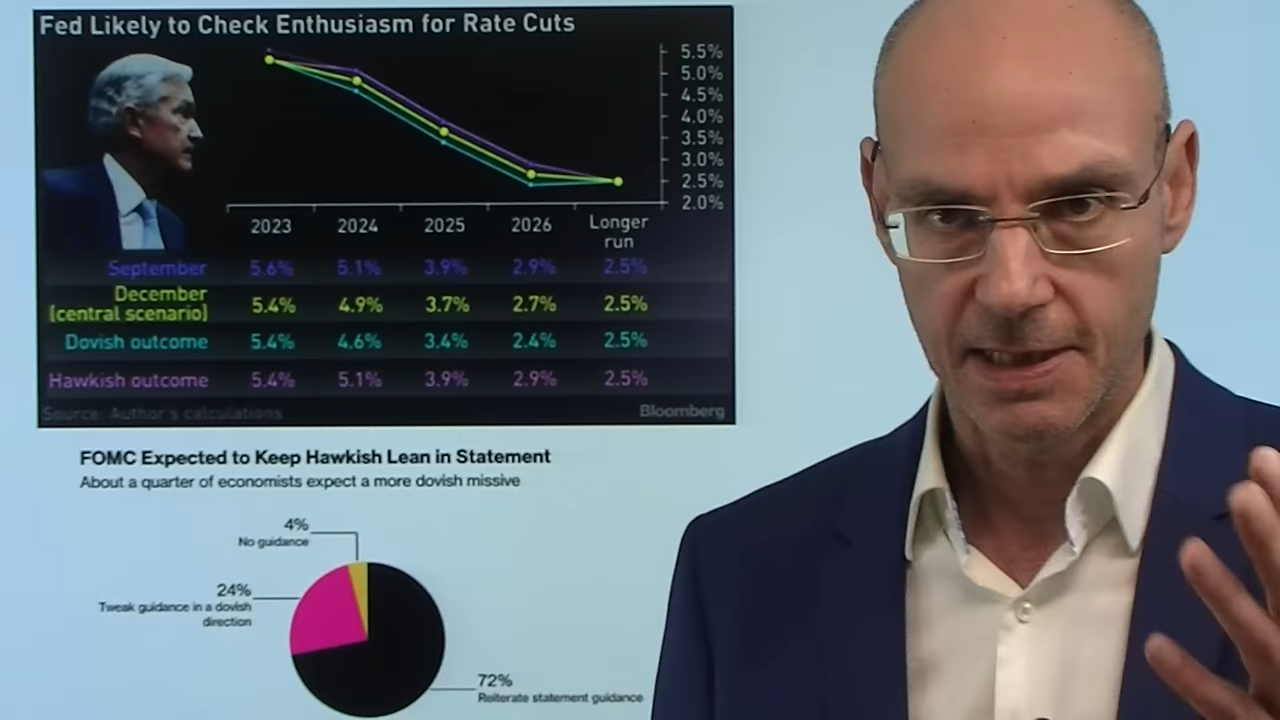 Fed Likely to Check Enthusiasm for Rate Cuts
5.5%
5.0%
4.5%
4.0%
3.5%
3.0%
2.5%
2.0%
2023 2024 2025 2026 Longer
run
September 5.6% 5.1% 3.9% 2.9% 2.5%
December
(central scenario) 5.4% 4.9% 3.7% 2.7% 2.5%
Dovish outcome 5.4% 4.6% 3.4% 2.4% 2.5%
Hawkish outcome 5.4% 5.1% 3.9% 2.9% 2.5%
Source: Author's calculations Bloomberg
FOMC Expected to Keep Hawkish Lean in Statement
About a quarter of economists expect a more dovish missive
4%
No guidance
24%
Tweak guidance in a dovish
direction
72%
Reiterate statement guidance